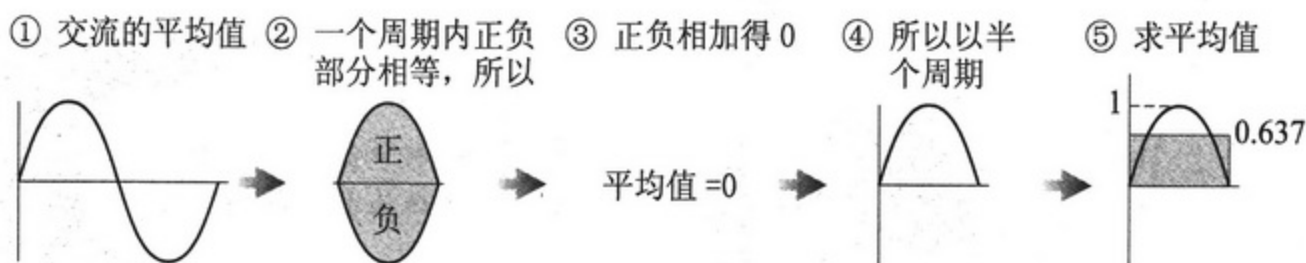 ① 交流的平均值
② 一个周期内正负
部分相等，所以
正
负
③ 正负相加得 0
平均值 =0
④ 所以以半
个周期
⑤ 求平均值
1
0.637